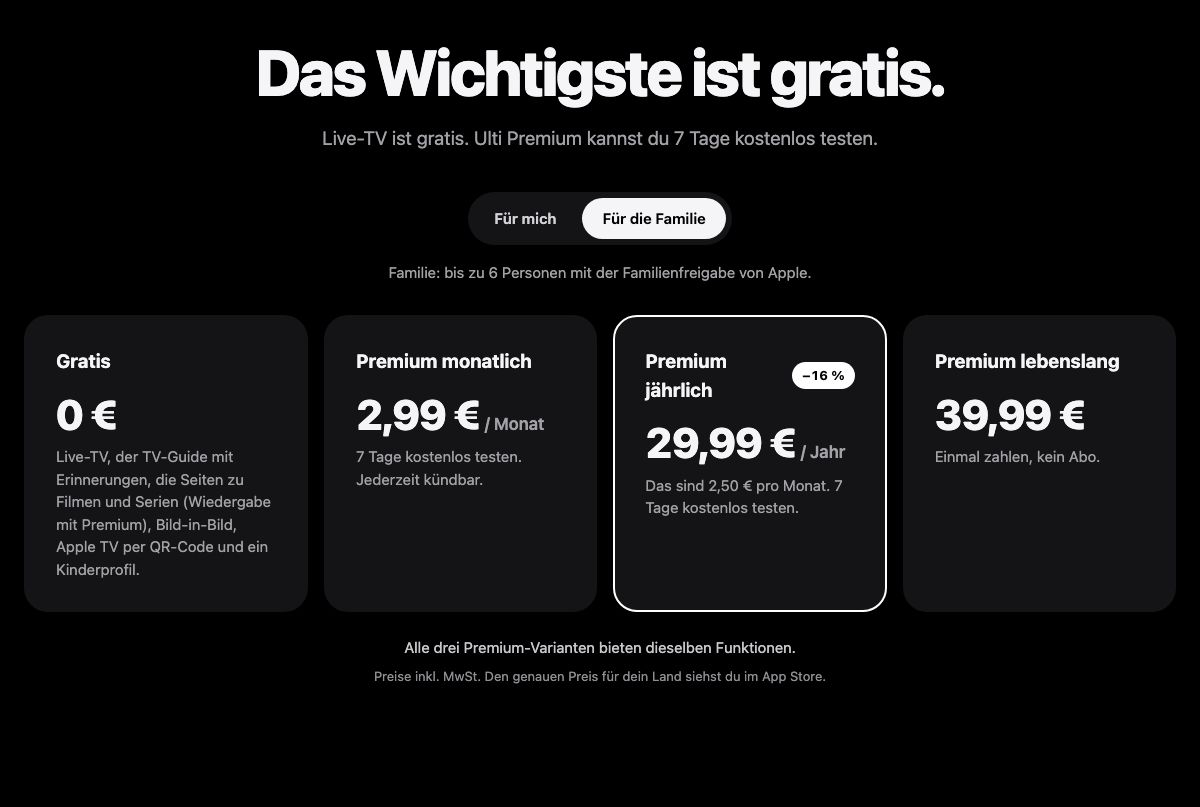 Das Wichtigste ist gratis.
Live-TV ist gratis. Ulti Premium kannst du 7 Tage kostenlos testen.
Für mich
Für die Familie
Familie: bis zu 6 Personen mit der Familienfreigabe von Apple.
Gratis
0 €
Live-TV, der TV-Guide mit
Erinnerungen, die Seiten zu
Filmen und Serien (Wiedergabe
mit Premium), Bild-in-Bild,
Apple TV per QR-Code und ein
Kinderprofil.
Premium monatlich
2,99 € / Monat
7 Tage kostenlos testen.
Jederzeit kündbar.
Premium
jährlich
−16 %
29,99 € / Jahr
Das sind 2,50 € pro Monat. 7
Tage kostenlos testen.
Premium lebenslang
39,99 €
Einmal zahlen, kein Abo.
Alle drei Premium-Varianten bieten dieselben Funktionen.
Preise inkl. MwSt. Den genauen Preis für dein Land siehst du im App Store.